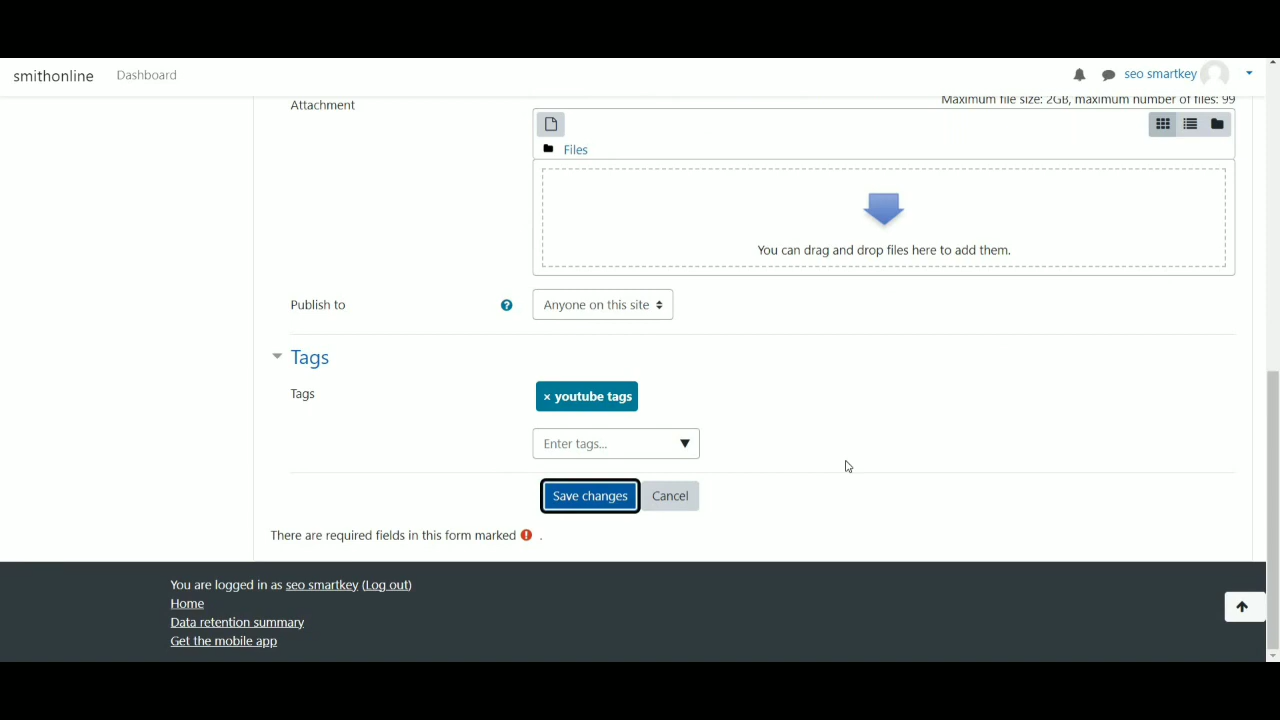 smithonline Dashboard seo smartkey
Maximum file size: 2GB, maximum number of files: 99
Attachment
Files
You can drag and drop files here to add them.
Publish to ? Anyone on this site
Tags
Tags × youtube tags
Enter tags... ▼
Save changes Cancel
There are required fields in this form marked ! .
You are logged in as seo smartkey (Log out)
Home
Data retention summary
Get the mobile app